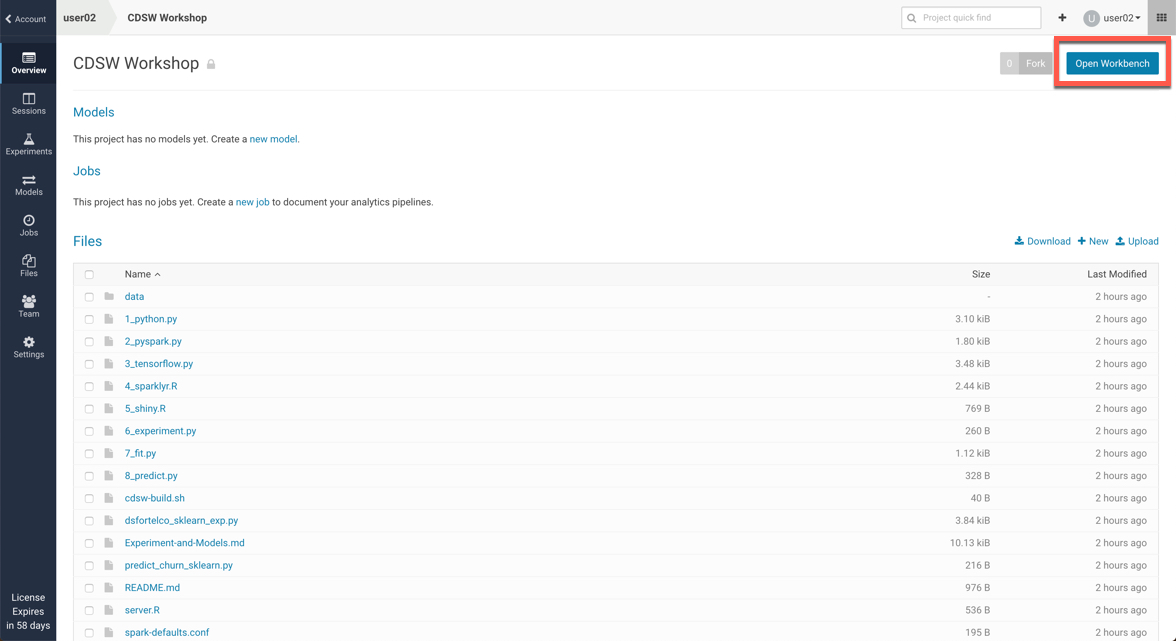 Account
user02
CDSW Workshop
Project quick find
U
user02
Overview
Sessions
Experiments
Models
Jobs
Files
Team
Settings
License
Expires
in 58 days
CDSW Workshop
0 Fork
Open Workbench
Models
This project has no models yet. Create a new model.
Jobs
This project has no jobs yet. Create a new job to document your analytics pipelines.
Files
Download New Upload
Name Size Last Modified
data - 2 hours ago
1_python.py 3.10 kiB 2 hours ago
2_pyspark.py 1.80 kiB 2 hours ago
3_tensorflow.py 3.48 kiB 2 hours ago
4_sparklyr.R 2.44 kiB 2 hours ago
5_shiny.R 769 B 2 hours ago
6_experiment.py 260 B 2 hours ago
7_fit.py 1.12 kiB 2 hours ago
8_predict.py 328 B 2 hours ago
cdsw-build.sh 40 B 2 hours ago
dsfortelco_sklearn_exp.py 3.84 kiB 2 hours ago
Experiment-and-Models.md 10.13 kiB 2 hours ago
predict_churn_sklearn.py 216 B 2 hours ago
README.md 976 B 2 hours ago
server.R 536 B 2 hours ago
spark-defaults.conf 195 B 2 hours ago